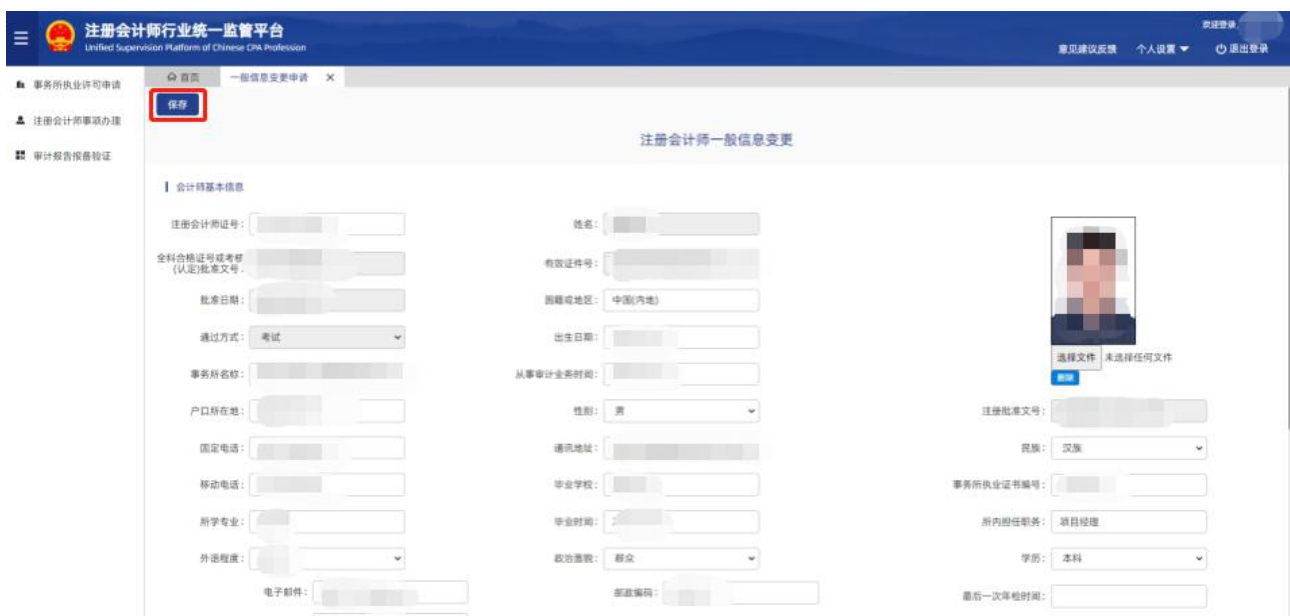 注册会计师行业统一监管平台
Unified Supervision Platform of Chinese CPA Profession
欢迎登录,
意见建议反馈 个人设置 退出登录
事务所执业许可申请
注册会计师事项办理
审计报告报备验证
首页 一般信息变更申请 X
保存
注册会计师一般信息变更
会计师基本信息
注册会计师证号: 姓名:
全科合格证号或考核
(认定)批准文号: 有效证件号:
批准日期: 国籍或地区: 中国(内地)
通过方式: 考试 出生日期:
选择文件 未选择任何文件
事务所名称: 从事审计业务时间:
删除
户口所在地: 性别: 男 注册批准文号:
固定电话: 通讯地址: 民族: 汉族
移动电话: 毕业学校: 事务所执业证书编号:
所学专业: 毕业时间: 所内担任职务: 项目经理
外语程度: 政治面貌: 群众 学历: 本科
电子邮件: 邮政编码: 最后一次年检时间: